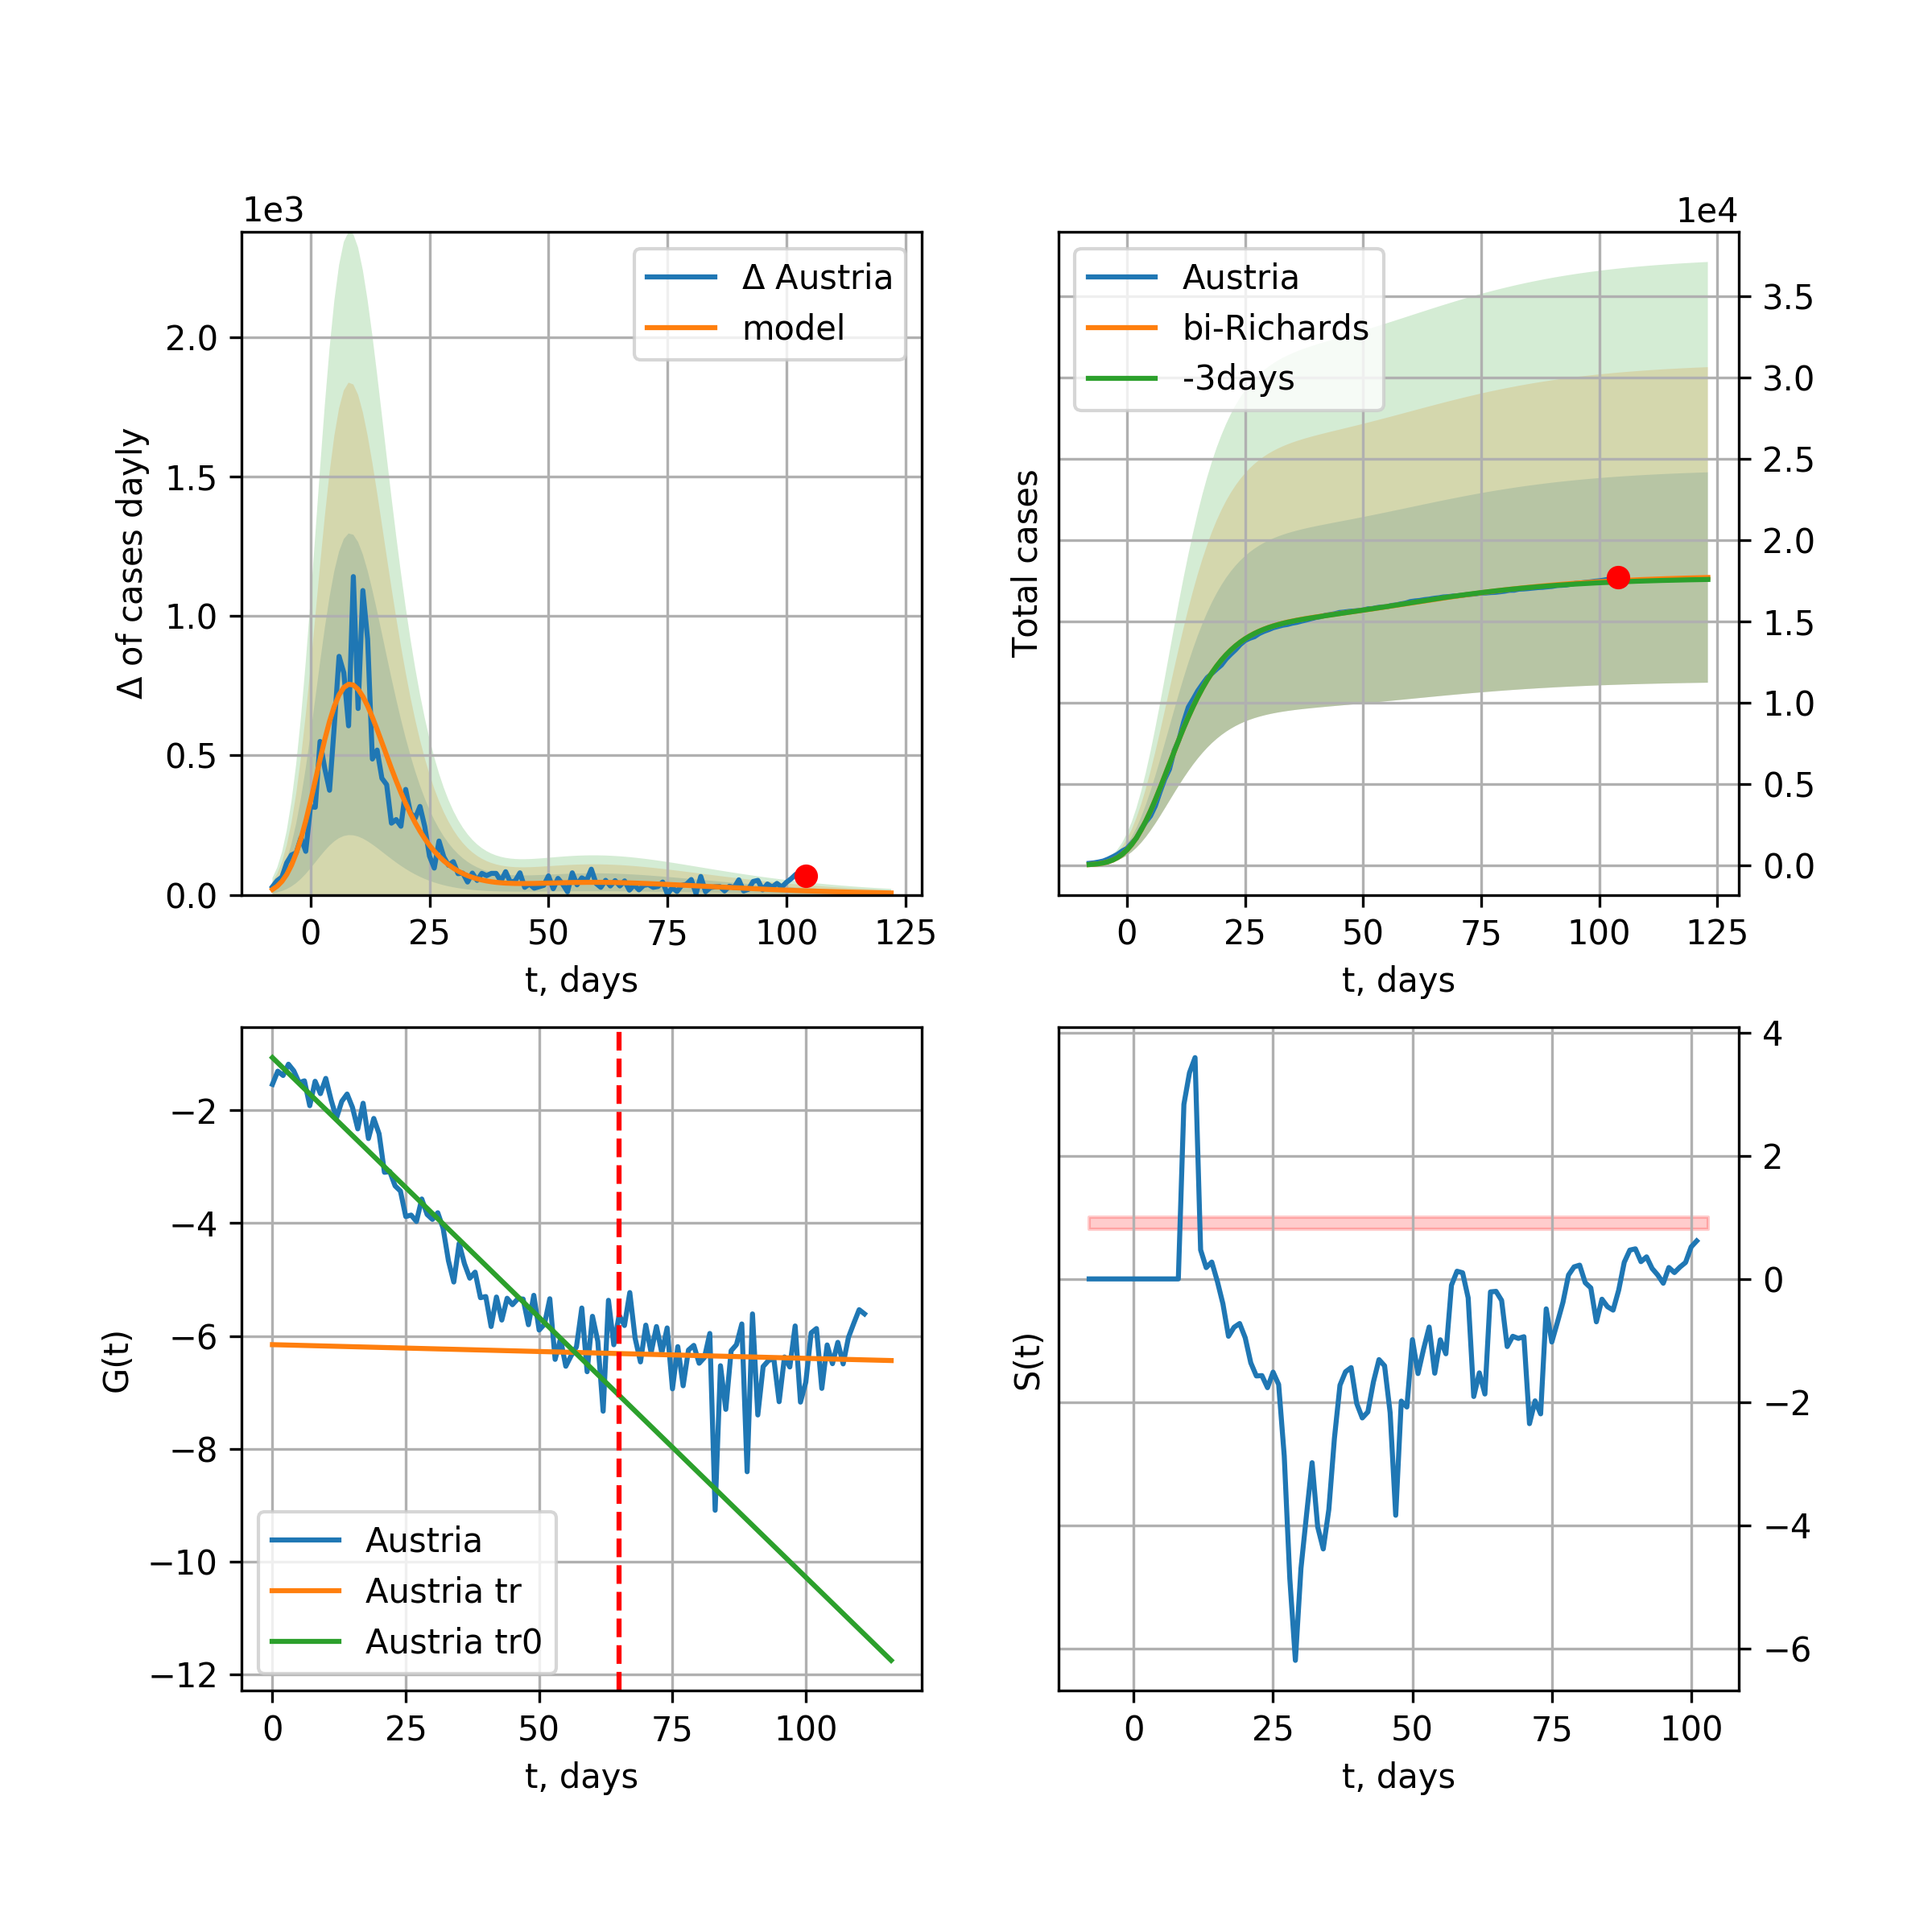 1e3
Δ Austria
model
2.0
1.5
1.0
0.5
0.0
Δ of cases dayly
0 25 50 75 100 125
t, days
1e4
Austria
bi-Richards
-3days
3.5
3.0
2.5
2.0
1.5
1.0
0.5
0.0
Total cases
0 25 50 75 100 125
t, days
−2
−4
−6
−8
−10
−12
G(t)
Austria
Austria tr
Austria tr0
0 25 50 75 100
t, days
4
2
0
−2
−4
−6
S(t)
0 25 50 75 100
t, days